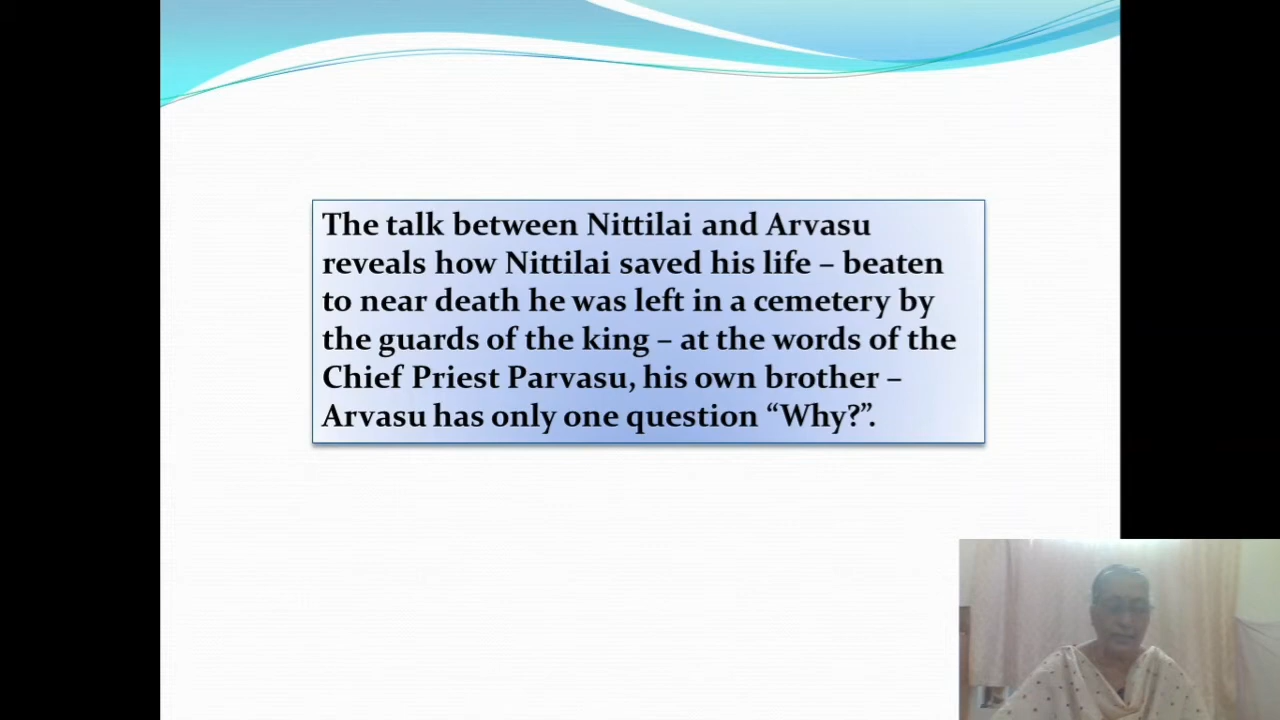 The talk between Nittilai and Arvasu
reveals how Nittilai saved his life – beaten
to near death he was left in a cemetery by
the guards of the king – at the words of the
Chief Priest Parvasu, his own brother –
Arvasu has only one question “Why?”.